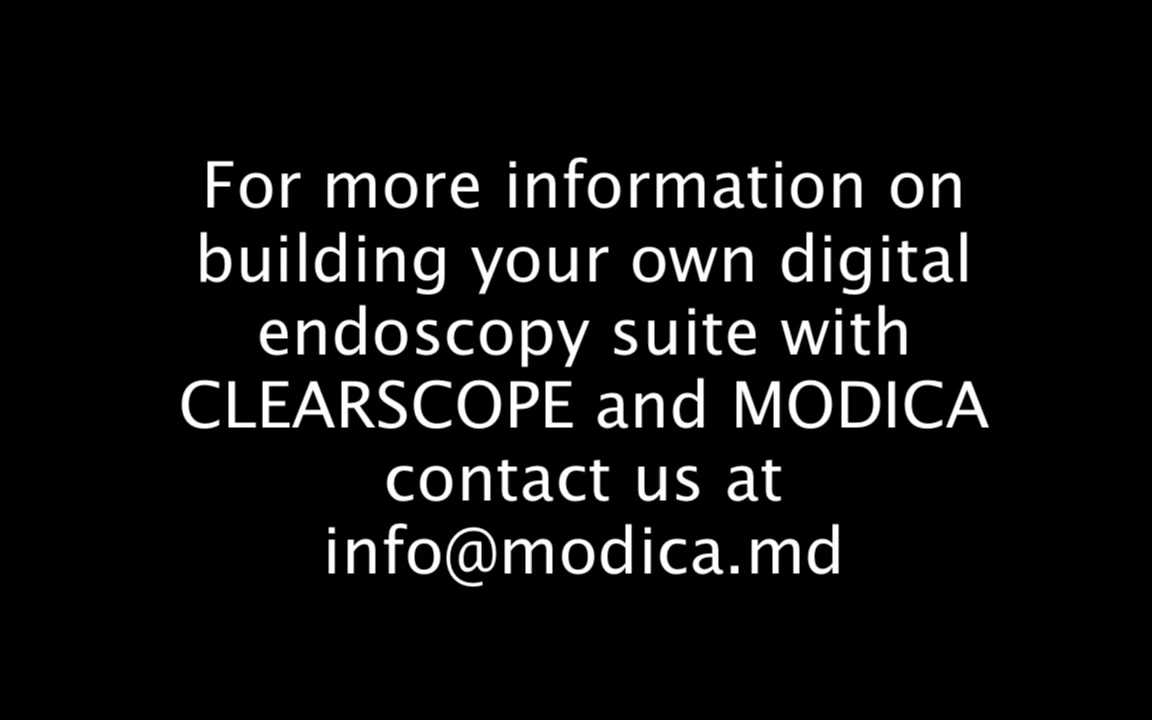 For more information on
building your own digital
endoscopy suite with
CLEARSCOPE and MODICA
contact us at
info@modica.md